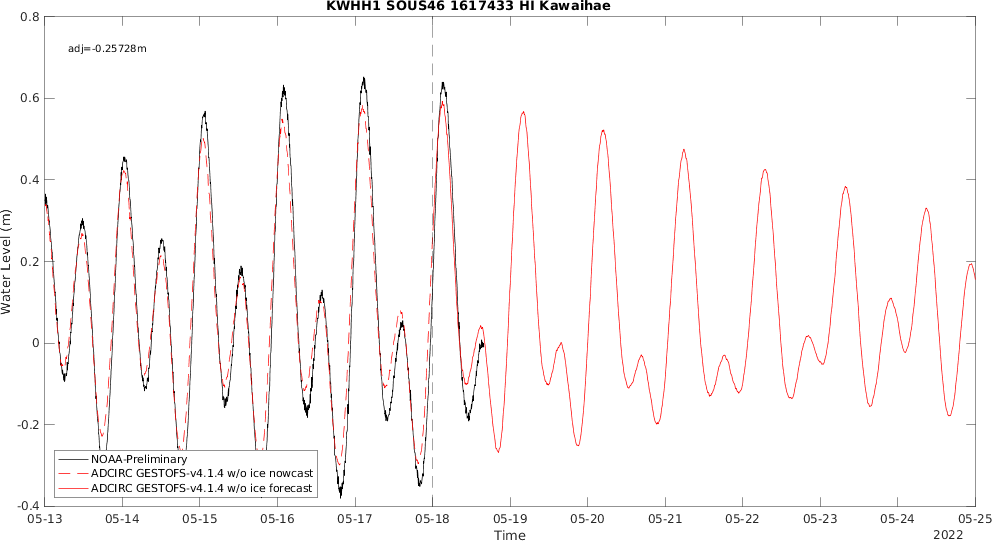 KWHH1 SOUS46 1617433 HI Kawaihae
adj=-0.25728m
Water Level (m)
0.8
0.6
0.4
0.2
0
-0.2
-0.4
NOAA-Preliminary
ADCIRC GESTOFS-v4.1.4 w/o ice nowcast
ADCIRC GESTOFS-v4.1.4 w/o ice forecast
05-13 05-14 05-15 05-16 05-17 05-18 05-19 05-20 05-21 05-22 05-23 05-24 05-25
Time
2022